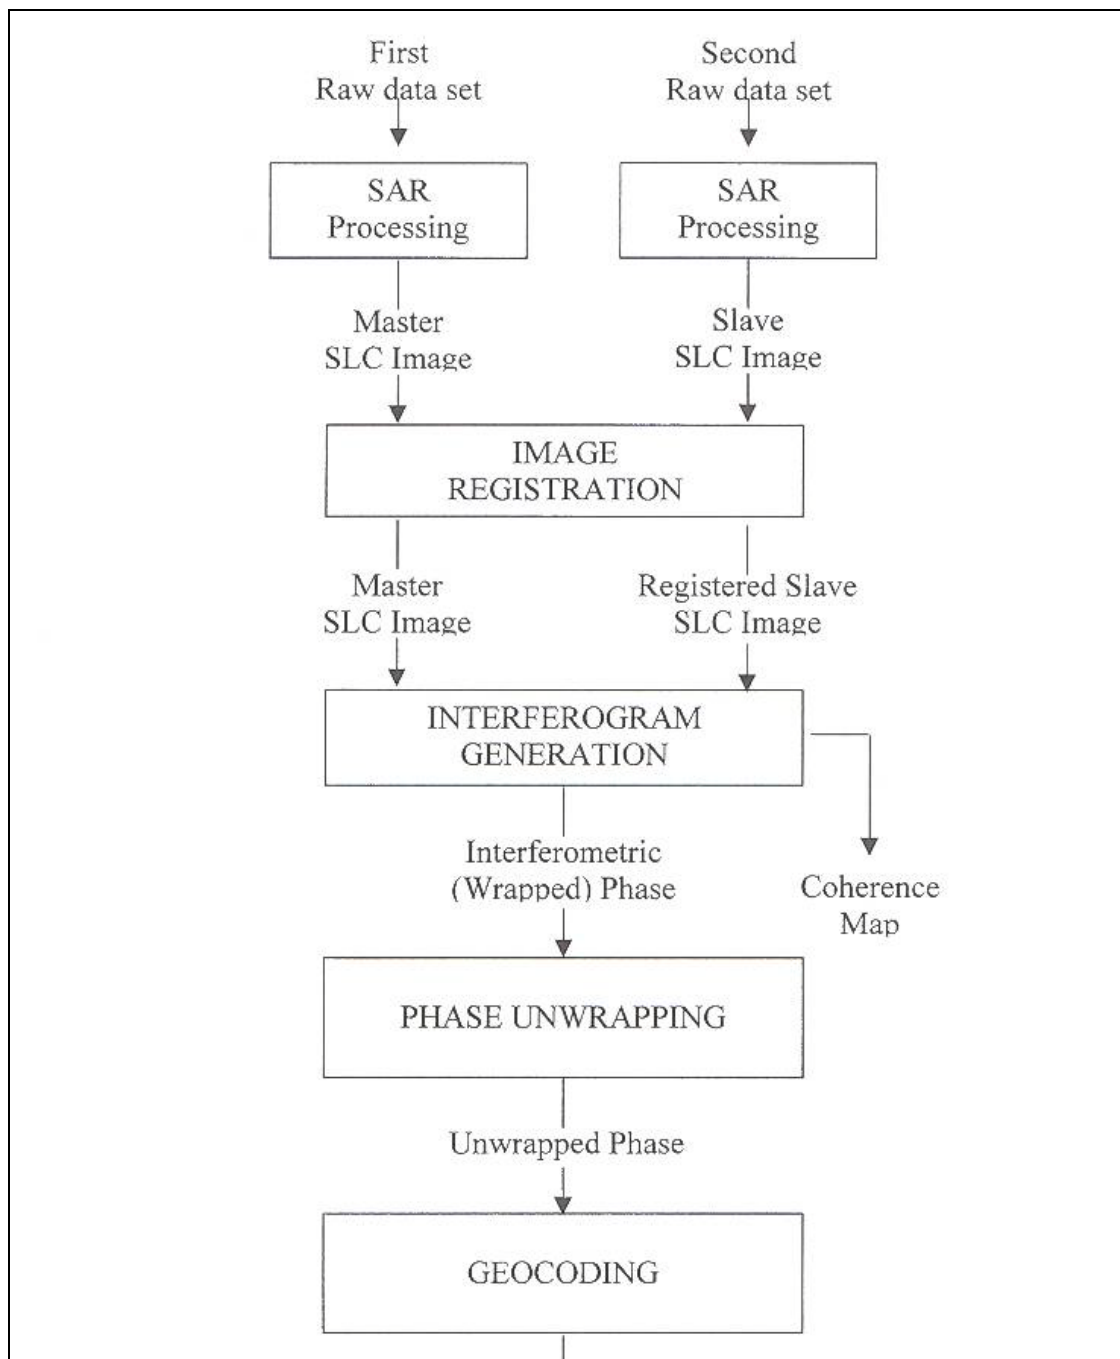 First
Raw data set
Second
Raw data set
SAR
Processing
SAR
Processing
Master
SLC Image
Slave
SLC Image
IMAGE
REGISTRATION
Master
SLC Image
Registered Slave
SLC Image
INTERFEROGRAM
GENERATION
Interferometric
(Wrapped) Phase
Coherence
Map
PHASE UNWRAPPING
Unwrapped Phase
GEOCODING